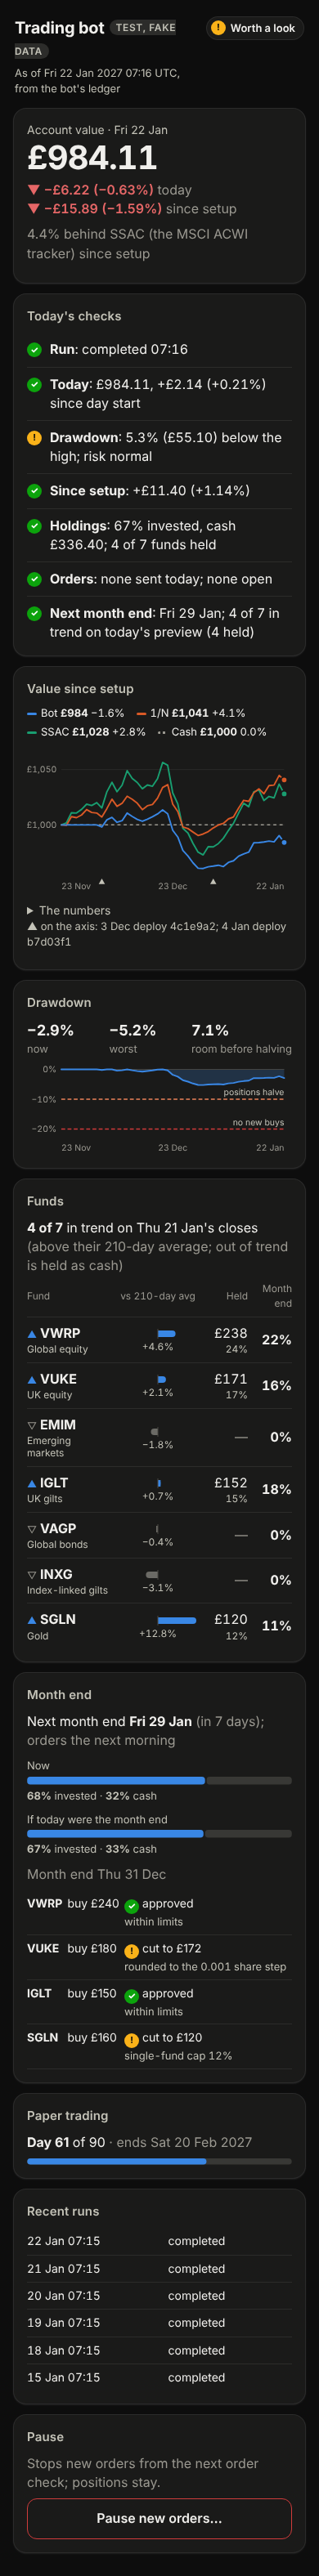 Trading bot TEST, FAKE
DATA
Worth a look
As of Fri 22 Jan 2027 07:16 UTC,
from the bot's ledger
Account value · Fri 22 Jan
£984.11
▼ −£6.22 (−0.63%) today
▼ −£15.89 (−1.59%) since setup
4.4% behind SSAC (the MSCI ACWI
tracker) since setup
Today's checks
Run: completed 07:16
Today: £984.11, +£2.14 (+0.21%)
since day start
Drawdown: 5.3% (£55.10) below the
high; risk normal
Since setup: +£11.40 (+1.14%)
Holdings: 67% invested, cash
£336.40; 4 of 7 funds held
Orders: none sent today; none open
Next month end: Fri 29 Jan; 4 of 7 in
trend on today's preview (4 held)
Value since setup
Bot £984 −1.6% 1/N £1,041 +4.1%
SSAC £1,028 +2.8% Cash £1,000 0.0%
£1,050
£1,000
23 Nov 23 Dec 22 Jan
▶ The numbers
▲ on the axis: 3 Dec deploy 4c1e9a2; 4 Jan deploy
b7d03f1
Drawdown
−2.9% −5.2% 7.1%
now worst room before halving
0%
positions halve
−10%
no new buys
−20%
23 Nov 23 Dec 22 Jan
Funds
4 of 7 in trend on Thu 21 Jan's closes
(above their 210-day average; out of trend
is held as cash)
Fund vs 210-day avg Held Month
end
▲ VWRP £238 22%
Global equity +4.6% 24%
▲ VUKE £171 16%
UK equity +2.1% 17%
▽ EMIM — 0%
Emerging
markets −1.8%
▲ IGLT £152 18%
UK gilts +0.7% 15%
▽ VAGP — 0%
Global bonds −0.4%
▽ INXG — 0%
Index-linked gilts −3.1%
▲ SGLN £120 11%
Gold +12.8% 12%
Month end
Next month end Fri 29 Jan (in 7 days);
orders the next morning
Now
68% invested · 32% cash
If today were the month end
67% invested · 33% cash
Month end Thu 31 Dec
VWRP buy £240 approved
within limits
VUKE buy £180 cut to £172
rounded to the 0.001 share step
IGLT buy £150 approved
within limits
SGLN buy £160 cut to £120
single-fund cap 12%
Paper trading
Day 61 of 90 · ends Sat 20 Feb 2027
Recent runs
22 Jan 07:15 completed
21 Jan 07:15 completed
20 Jan 07:15 completed
19 Jan 07:15 completed
18 Jan 07:15 completed
15 Jan 07:15 completed
Pause
Stops new orders from the next order
check; positions stay.
Pause new orders…